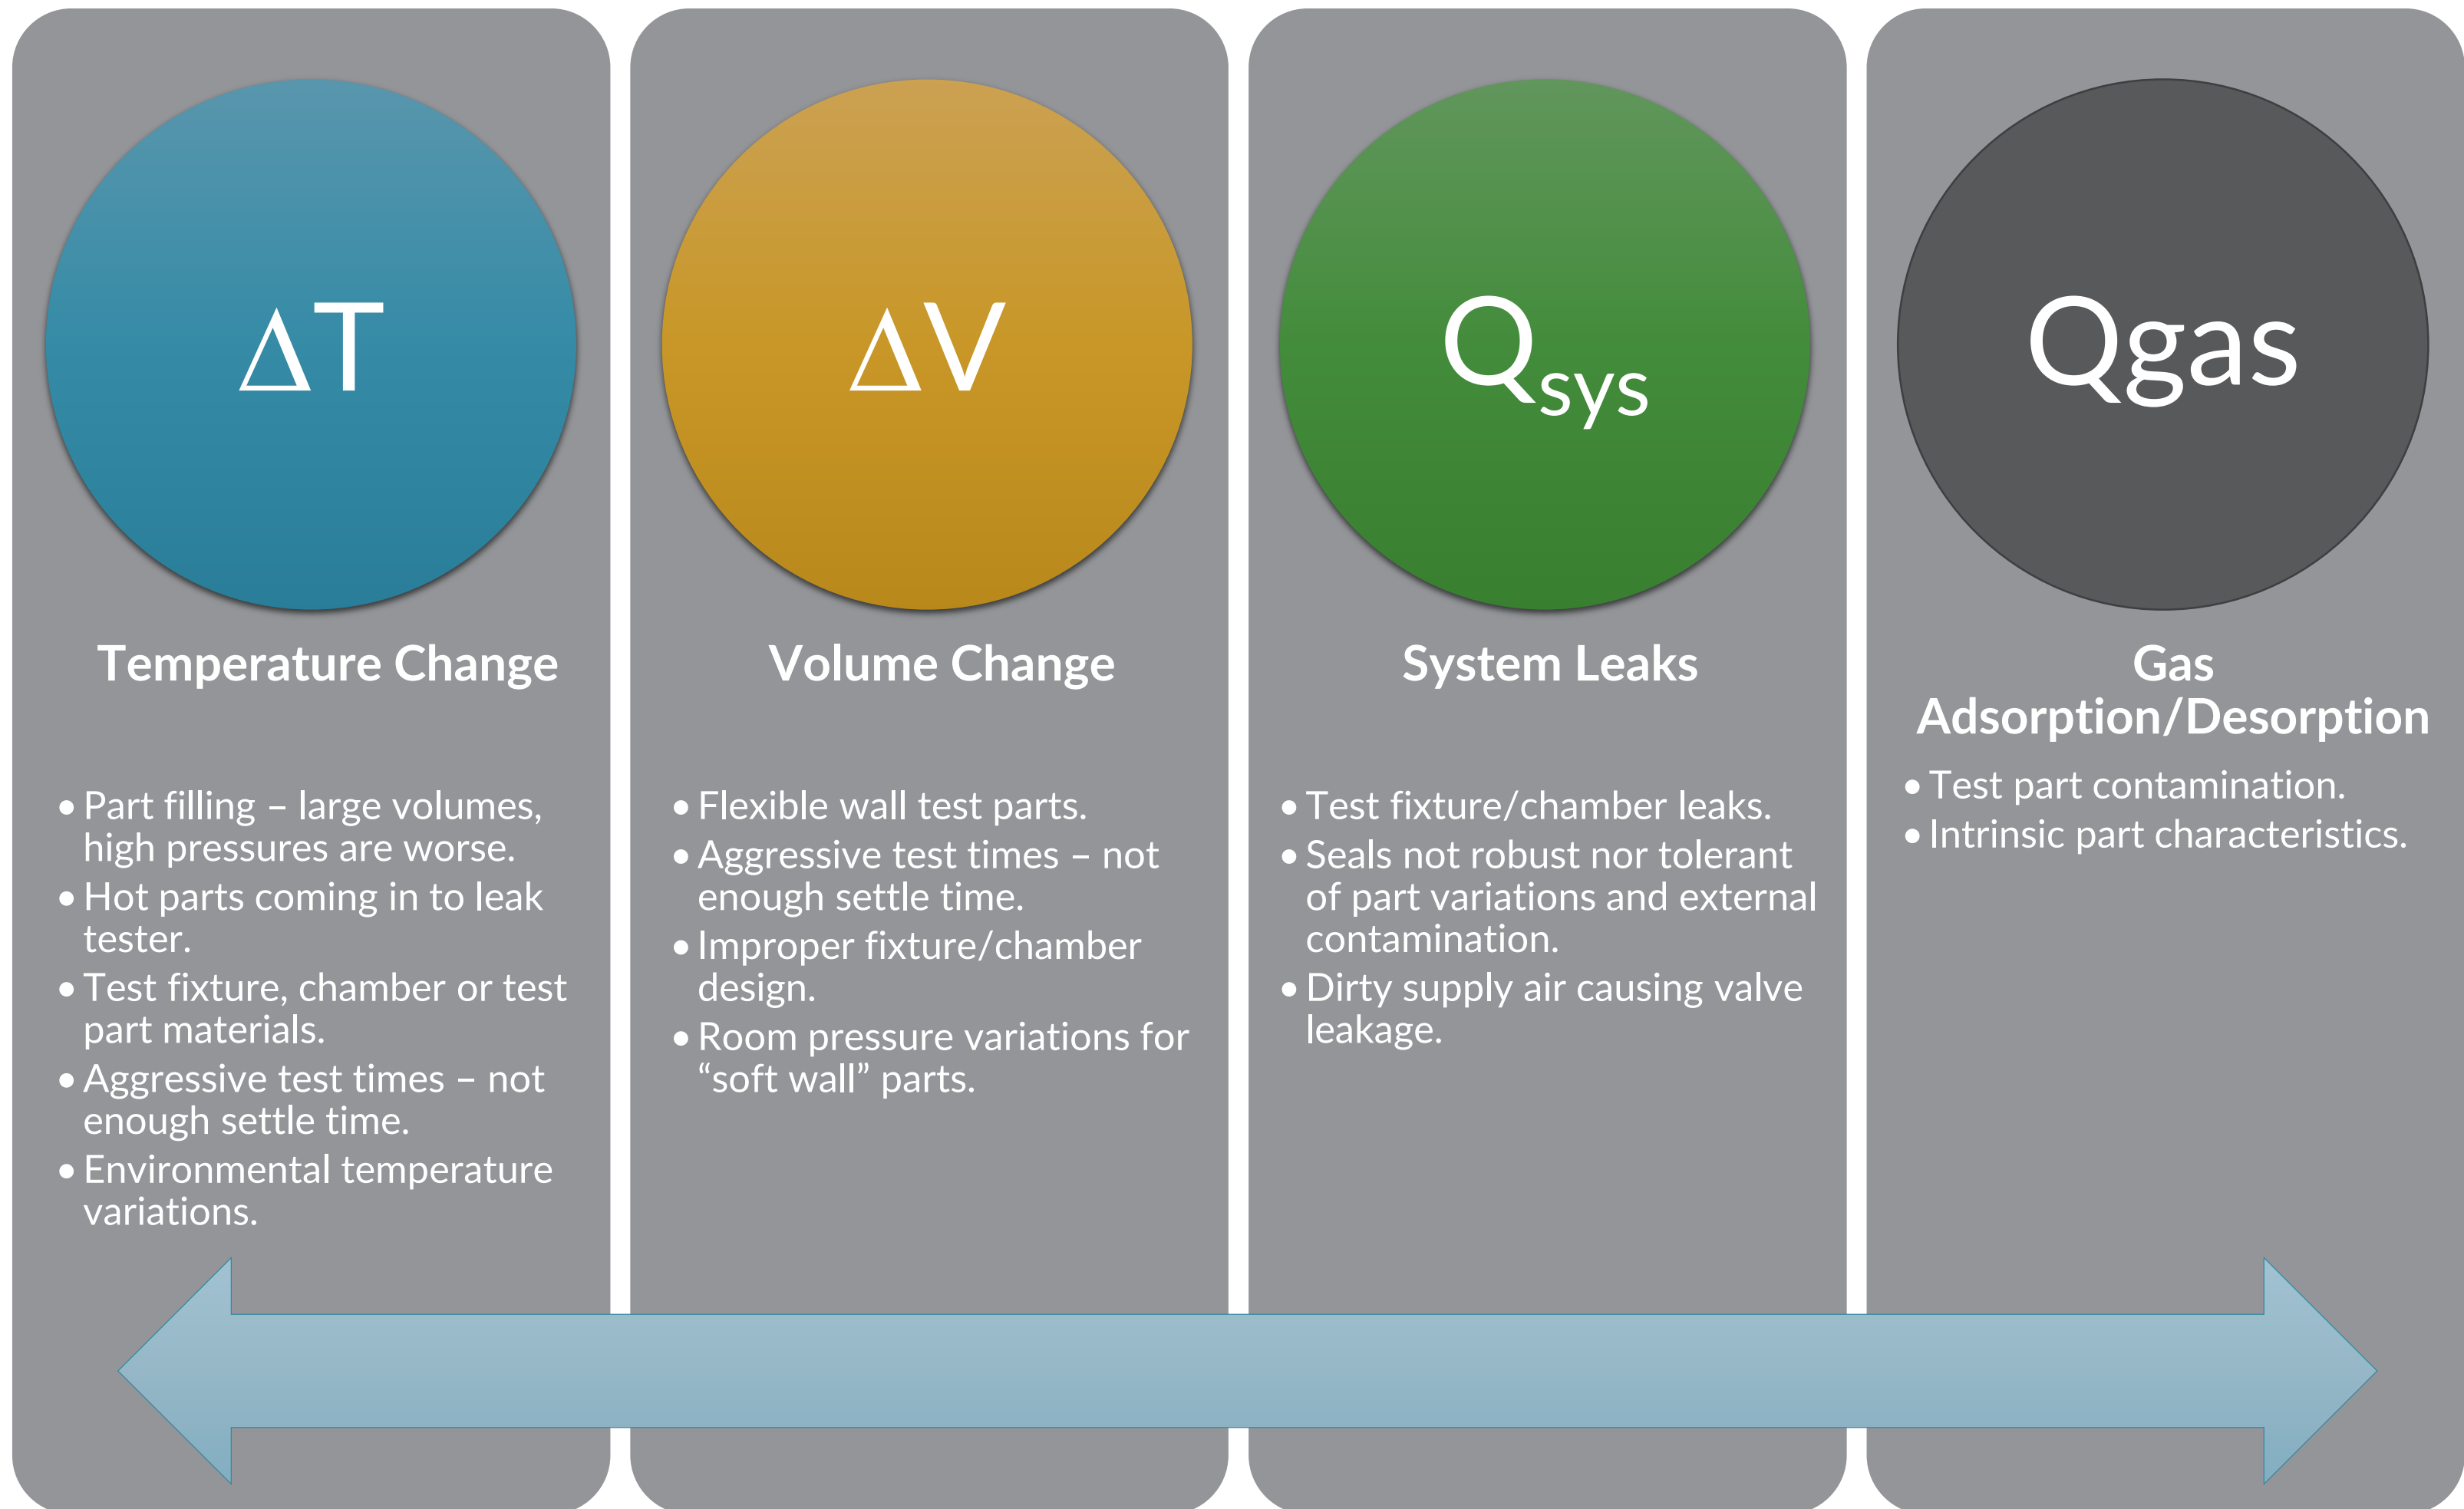 ΔT
Temperature Change
• Part filling – large volumes,
high pressures are worse.
• Hot parts coming in to leak
tester.
• Test fixture, chamber or test
part materials.
• Aggressive test times – not
enough settle time.
• Environmental temperature
variations.
ΔV
Volume Change
• Flexible wall test parts.
• Aggressive test times – not
enough settle time.
• Improper fixture/chamber
design.
• Room pressure variations for
“soft wall” parts.
Qsys
System Leaks
• Test fixture/chamber leaks.
• Seals not robust nor tolerant
of part variations and external
contamination.
• Dirty supply air causing valve
leakage.
Qgas
Gas
Adsorption/Desorption
• Test part contamination.
• Intrinsic part characteristics.